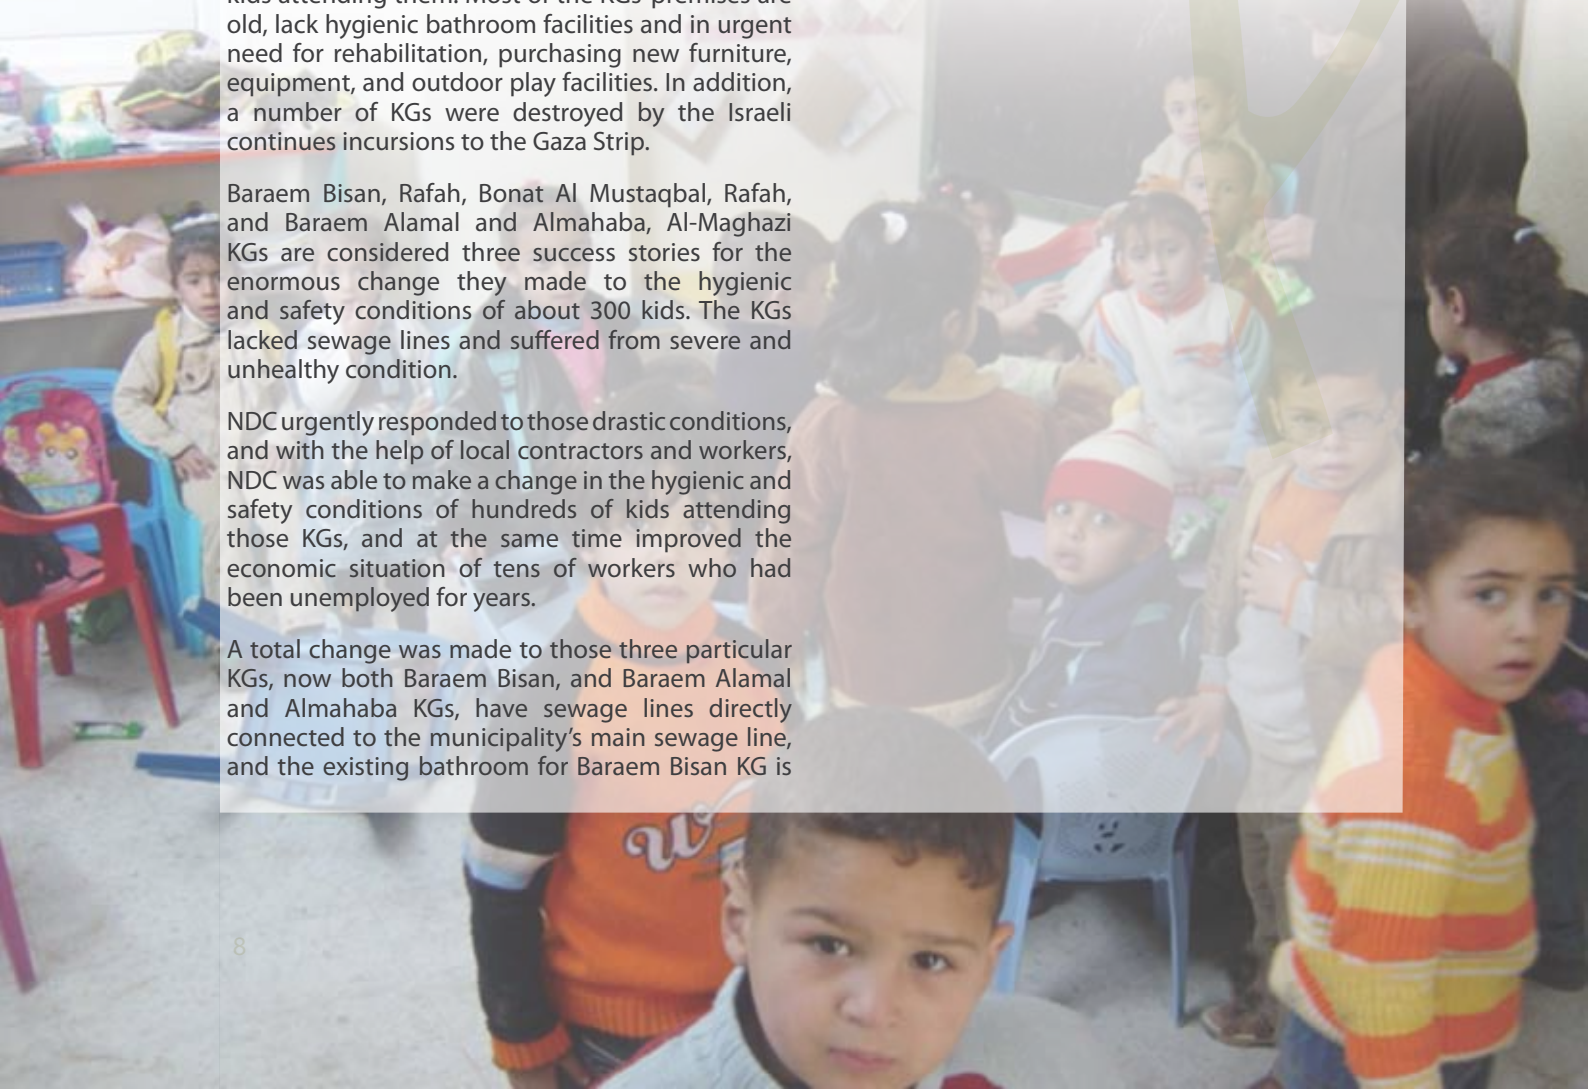 kids attending them. Most of the KGs premises are
old, lack hygienic bathroom facilities and in urgent
need for rehabilitation, purchasing new furniture,
equipment, and outdoor play facilities. In addition,
a number of KGs were destroyed by the Israeli
continues incursions to the Gaza Strip.
Baraem Bisan, Rafah, Bonat Al Mustaqbal, Rafah,
and Baraem Alamal and Almahaba, Al-Maghazi
KGs are considered three success stories for the
enormous change they made to the hygienic
and safety conditions of about 300 kids. The KGs
lacked sewage lines and suffered from severe and
unhealthy condition.
NDC urgently responded to those drastic conditions,
and with the help of local contractors and workers,
NDC was able to make a change in the hygienic and
safety conditions of hundreds of kids attending
those KGs, and at the same time improved the
economic situation of tens of workers who had
been unemployed for years.
A total change was made to those three particular
KGs, now both Baraem Bisan, and Baraem Alamal
and Almahaba KGs, have sewage lines directly
connected to the municipality's main sewage line,
and the existing bathroom for Baraem Bisan KG is
8